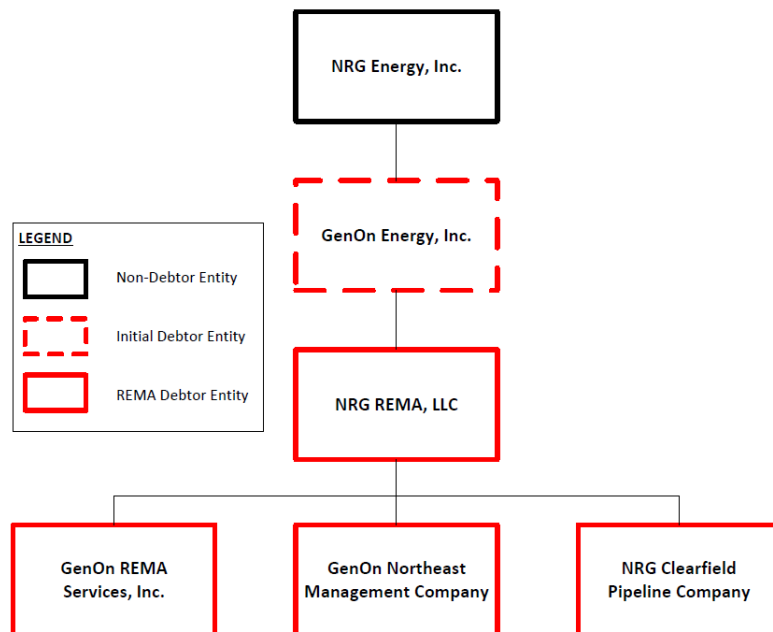 NRG Energy, Inc.
GenOn Energy, Inc.
LEGEND
Non-Debtor Entity
Initial Debtor Entity
REMA Debtor Entity
NRG REMA, LLC
GenOn REMA
Services, Inc.
GenOn Northeast
Management Company
NRG Clearfield
Pipeline Company